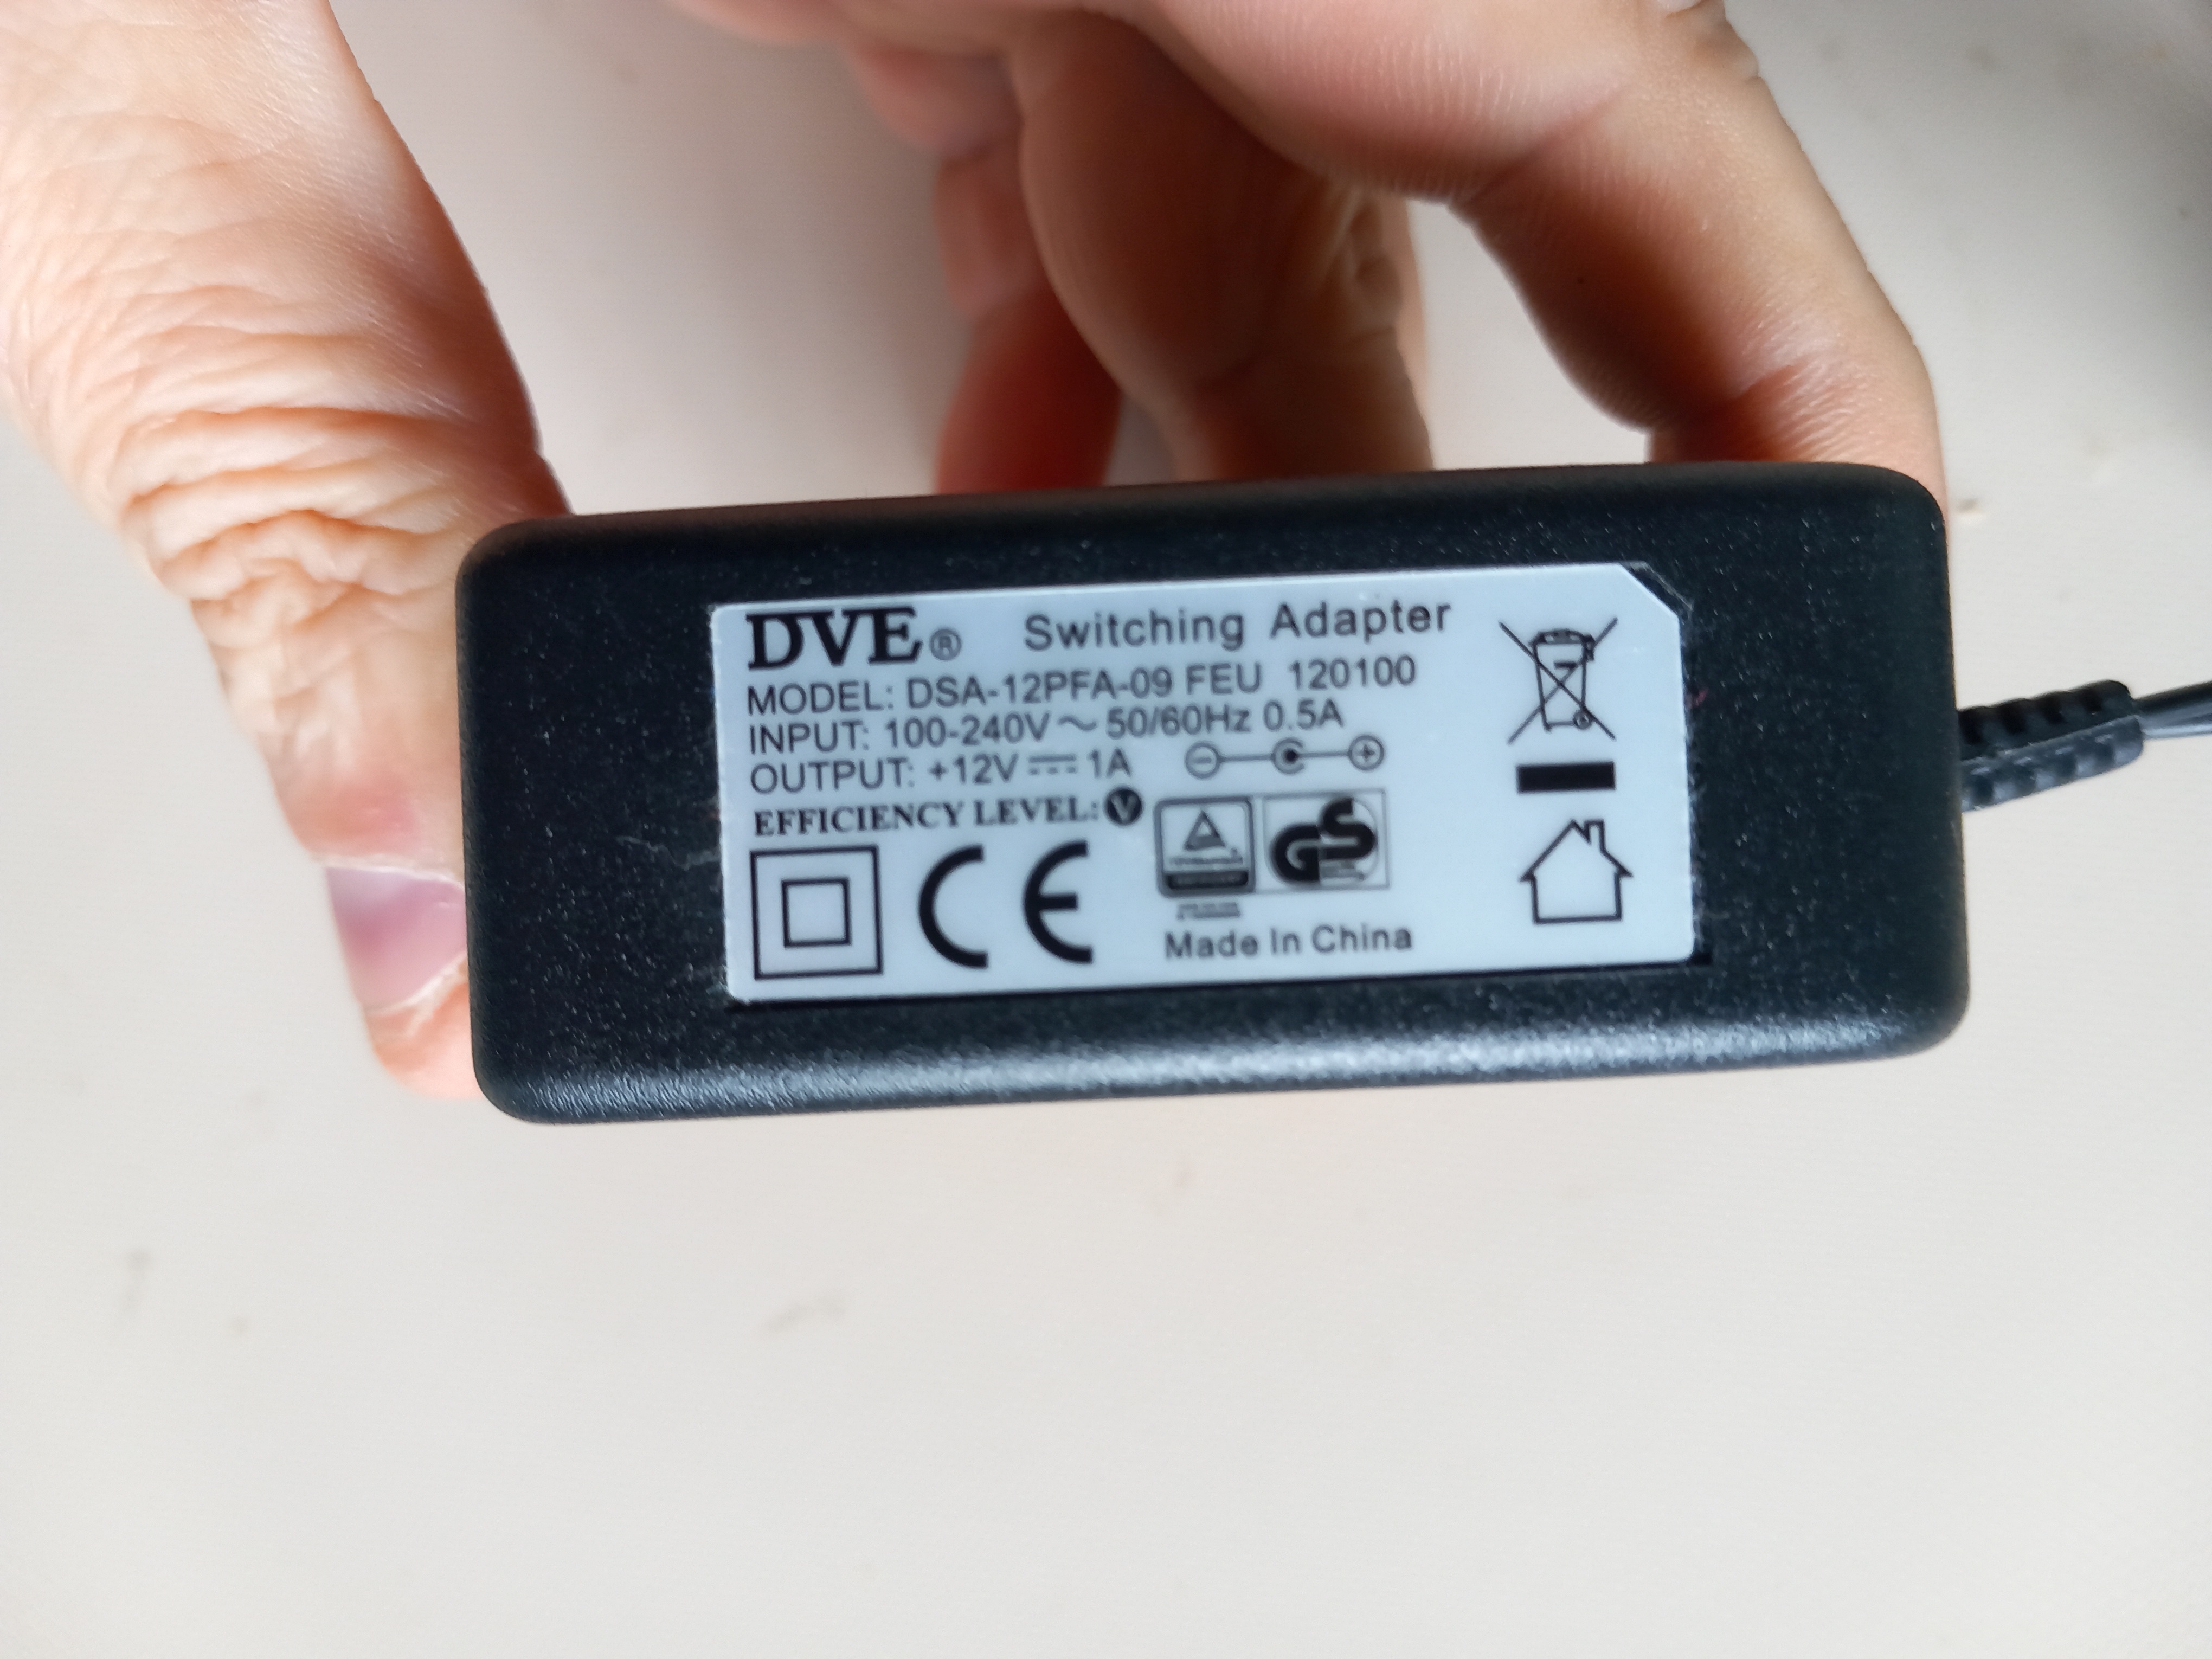 DVE® Switching Adapter
MODEL: DSA-12PFA-09 FEU 120100
INPUT: 100-240V ~ 50/60Hz 0.5A
OUTPUT: +12V ⎓ 1A
EFFICIENCY LEVEL: V
CE
GS
Made In China